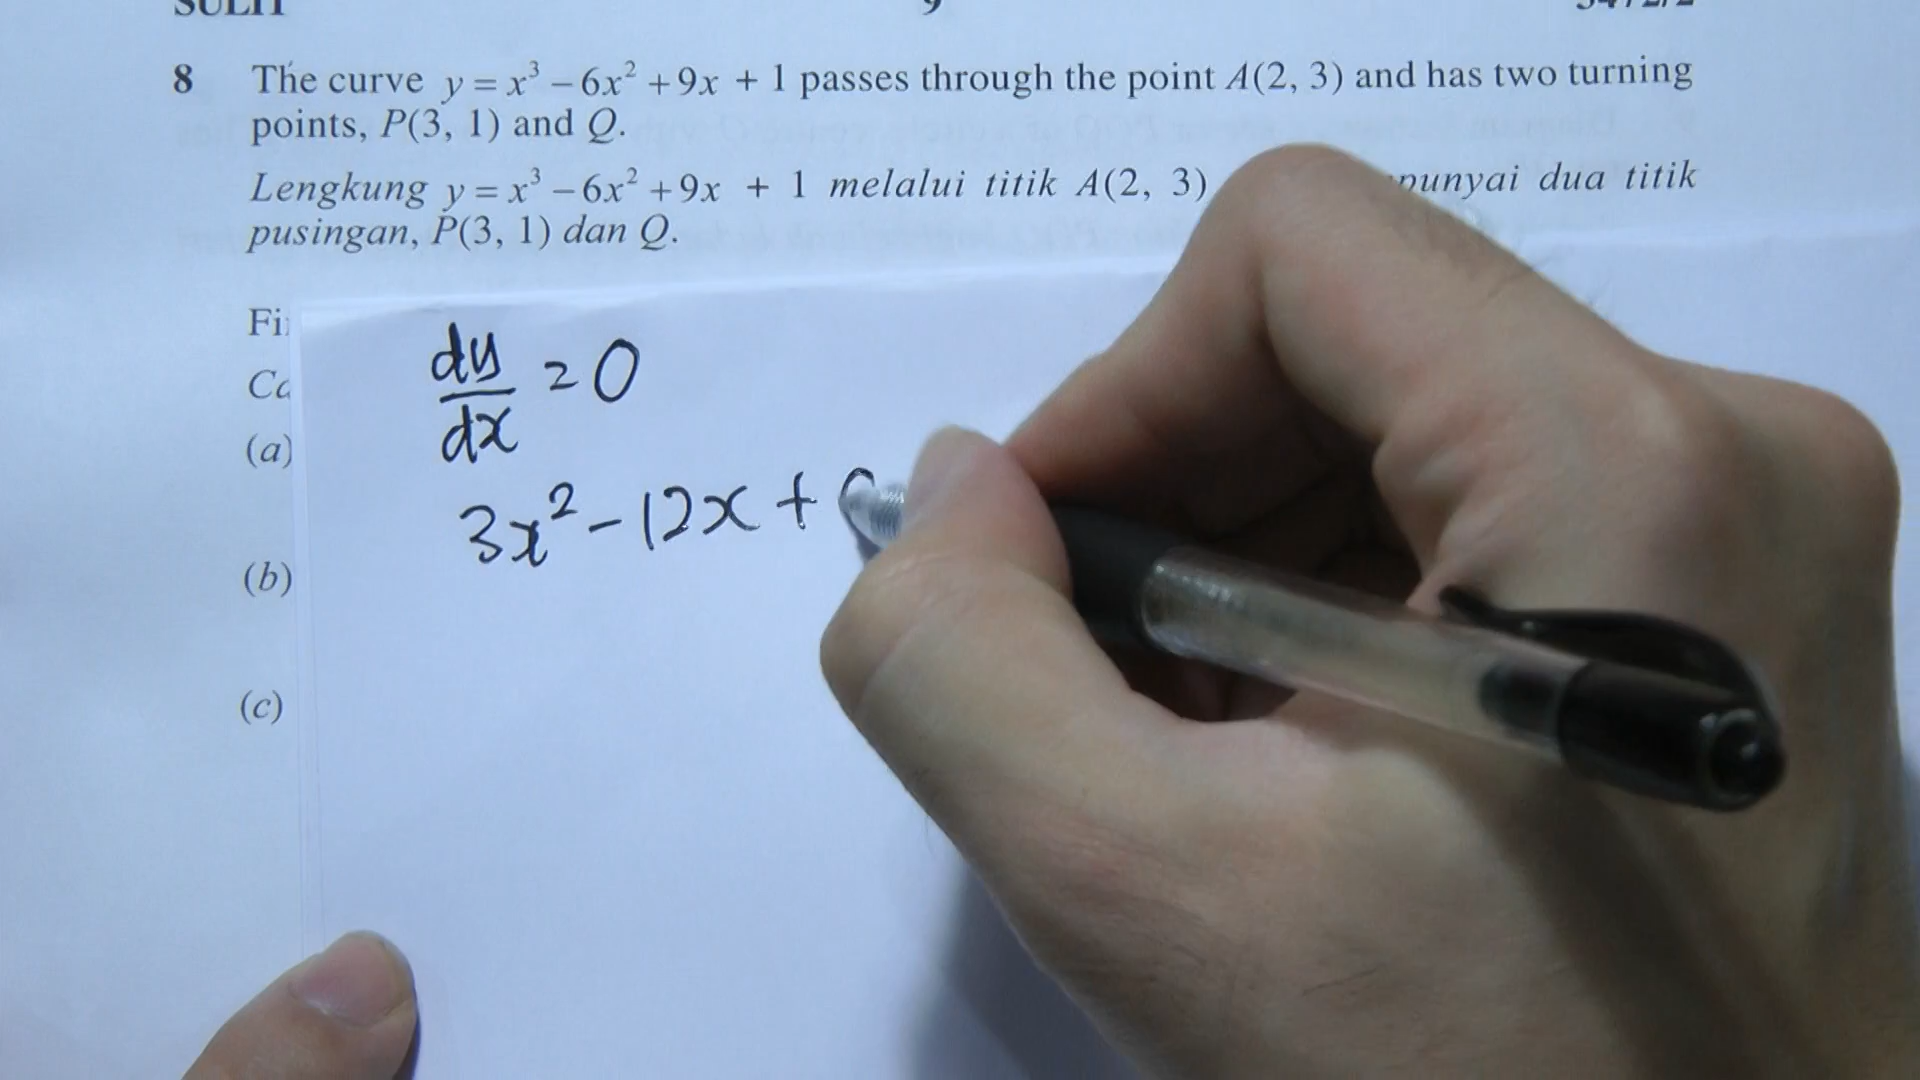 SULIT 9
8 The curve y = x³ – 6x² + 9x + 1 passes through the point A(2, 3) and has two turning
points, P(3, 1) and Q.
Lengkung y = x³ – 6x² + 9x + 1 melalui titik A(2, 3) dua titik
pusingan, P(3, 1) dan Q.
dy/dx = 0
(a)
3x² - 12x +
(b)
(c)